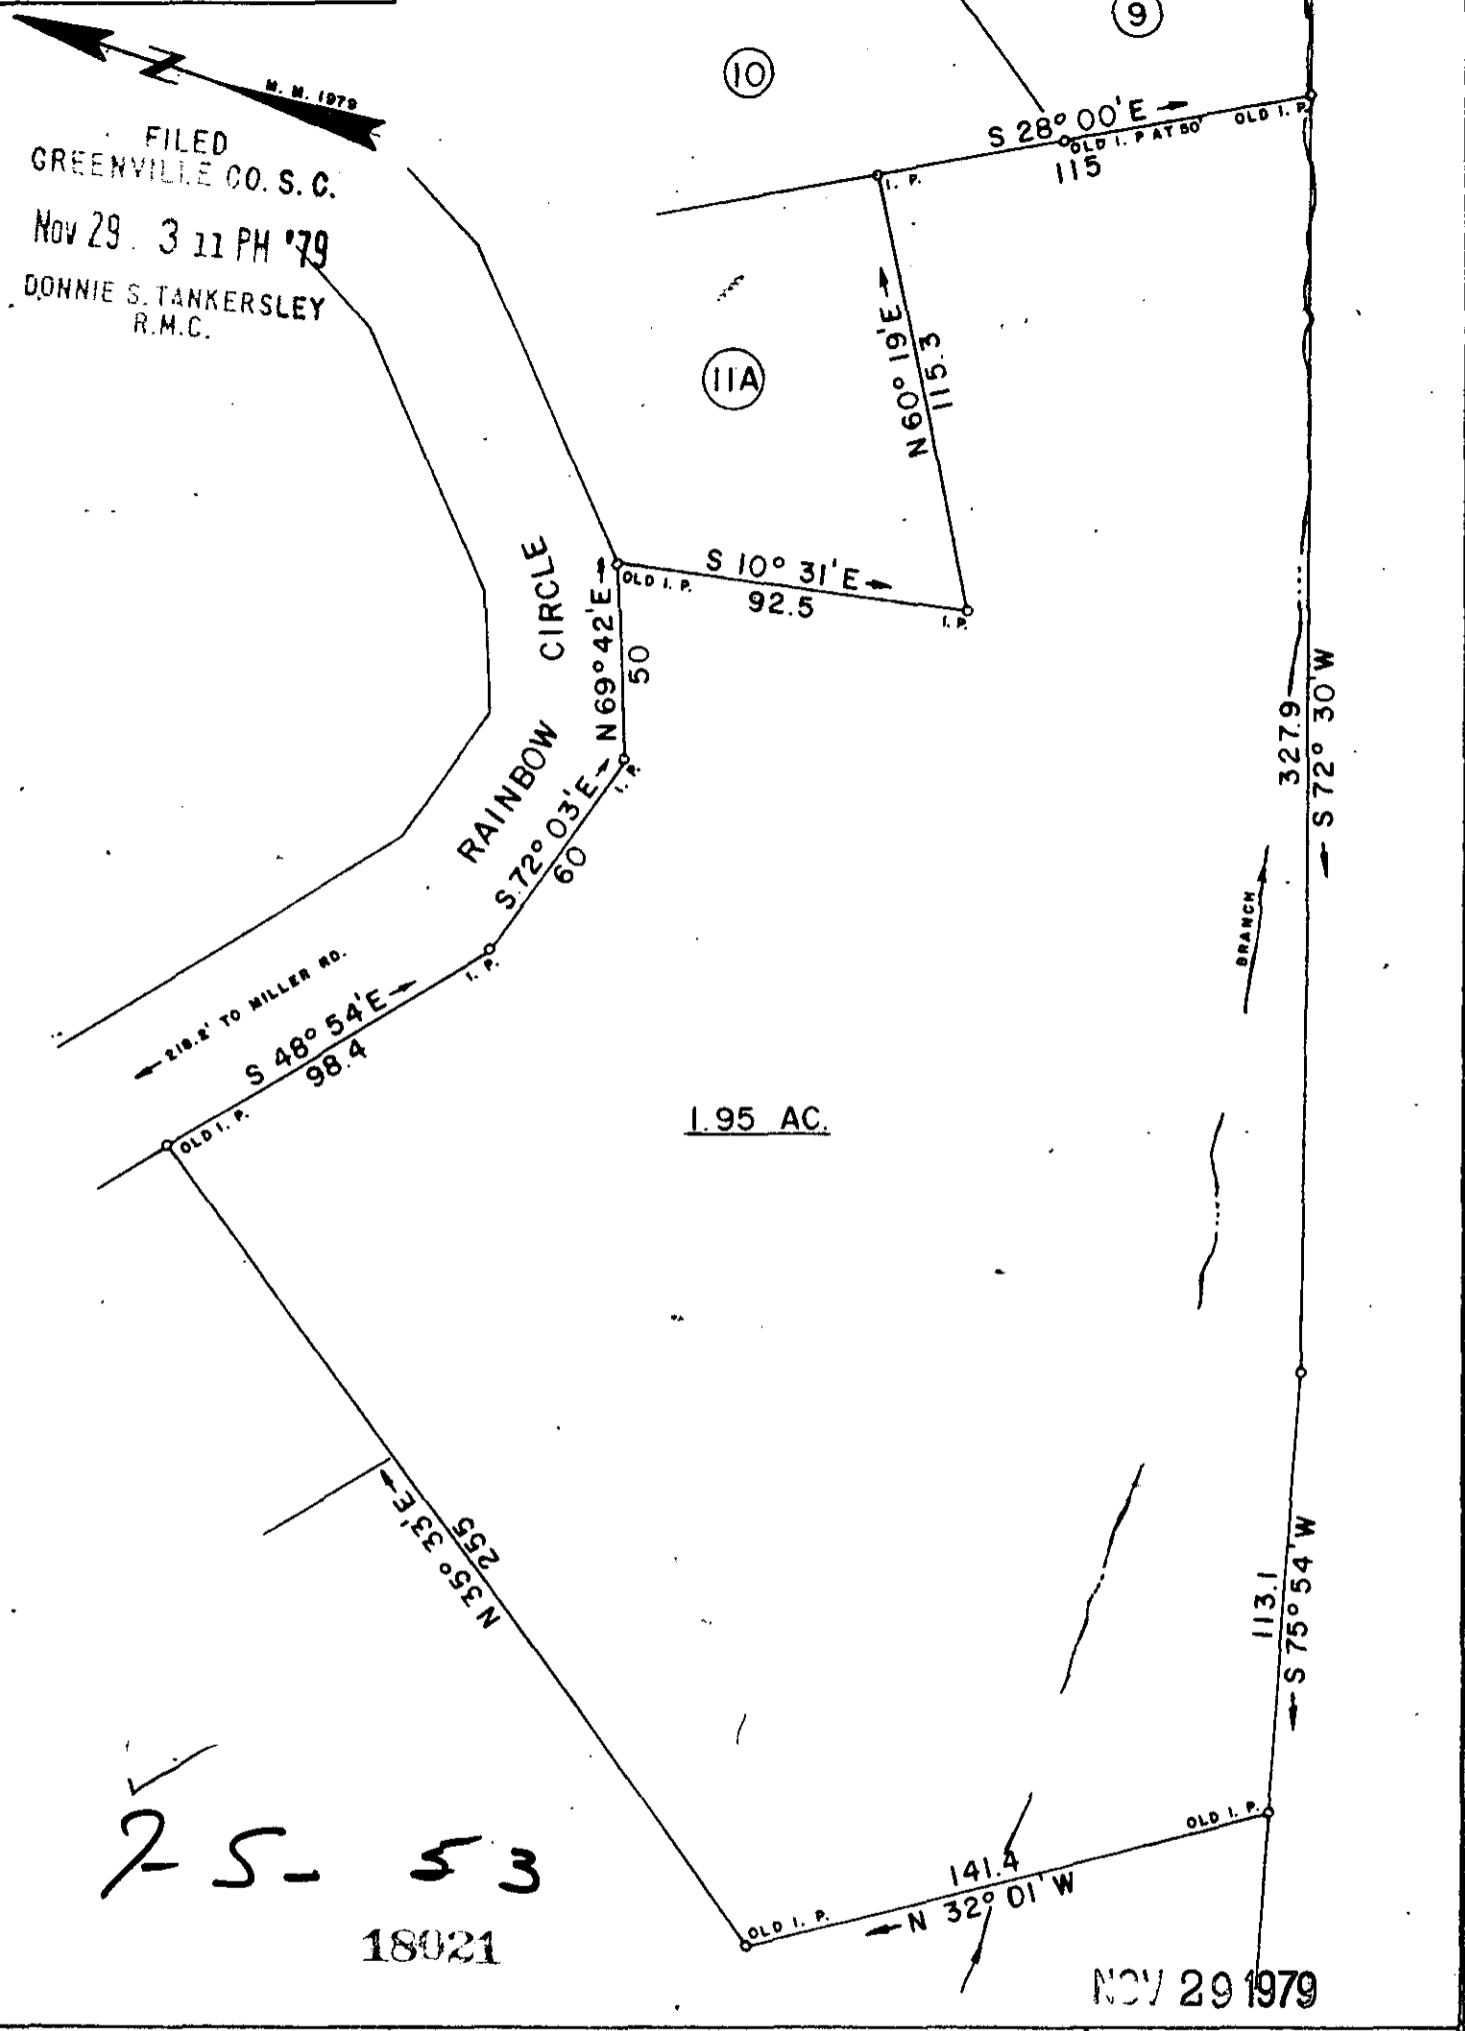 9
10
N
M. M. 1979
FILED
GREENVILLE CO. S. C.
Nov 29 3 11 PH '79
DONNIE S. TANKERSLEY
R.M.C.
S 28° 00' E
OLD I. P. AT 50'
OLD I. P.
115
I. P.
11A
N 60° 19' E
115.3
S 10° 31' E
92.5
OLD I. P.
I. P.
N 69° 42' E
50
RAINBOW CIRCLE
I. P.
S 72° 03' E
60
I. P.
218.2' TO MILLER RD.
S 48° 54' E
98.4
OLD I. P.
327.9
S 72° 30' W
BRANCH
1.95 AC.
N 35° 33' E
255
113.1
S 75° 54' W
OLD I. P.
141.4
N 32° 01' W
OLD I. P.
7-5- 53
18021
NOV 29 1979